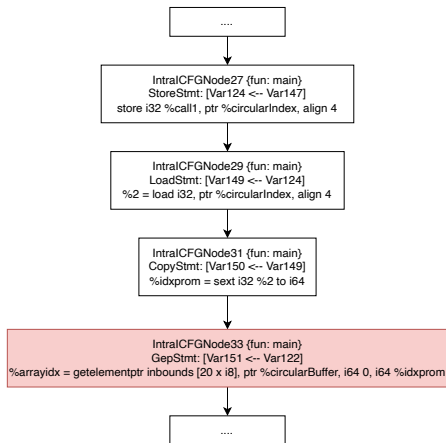 ....
IntraICFGNode27 {fun: main}
StoreStmt: [Var124 <-- Var147]
store i32 %call1, ptr %circularIndex, align 4
IntraICFGNode29 {fun: main}
LoadStmt: [Var149 <-- Var124]
%2 = load i32, ptr %circularIndex, align 4
IntraICFGNode31 {fun: main}
CopyStmt: [Var150 <-- Var149]
%idxprom = sext i32 %2 to i64
IntraICFGNode33 {fun: main}
GepStmt: [Var151 <-- Var122]
%arrayidx = getelementptr inbounds [20 x i8], ptr %circularBuffer, i64 0, i64 %idxprom
....